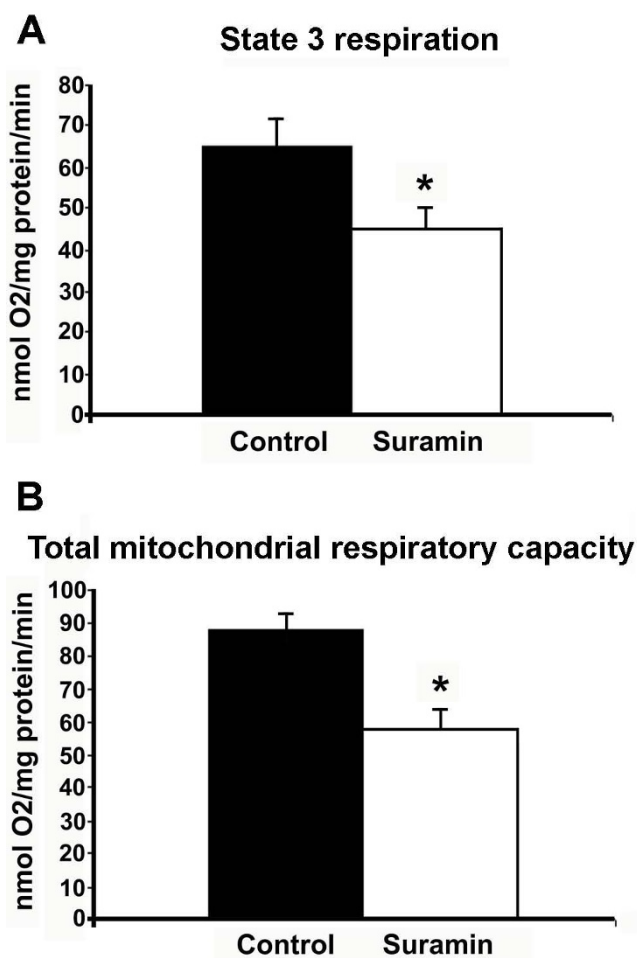 A
State 3 respiration
nmol O2/mg protein/min
80
70
60
50
40
30
20
10
0
*
Control Suramin
B
Total mitochondrial respiratory capacity
nmol O2/mg protein/min
100
90
80
70
60
50
40
30
20
10
0
*
Control Suramin